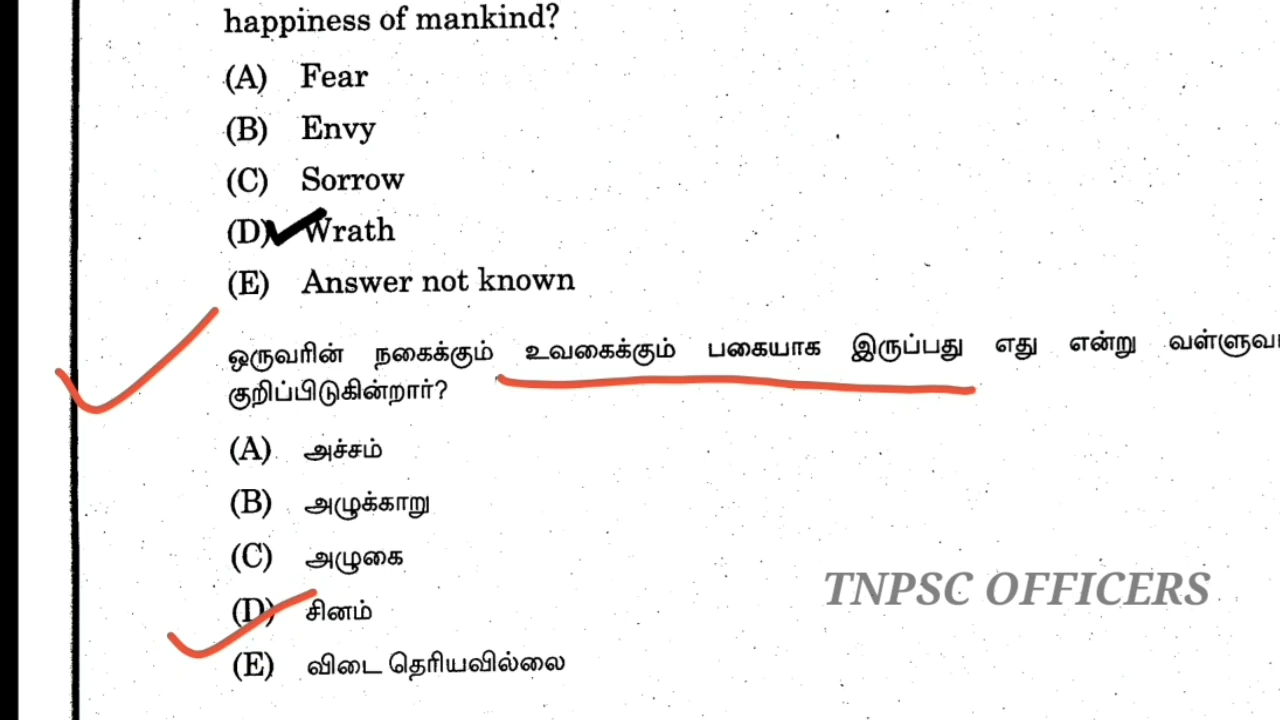 happiness of mankind?
(A) Fear
(B) Envy
(C) Sorrow
(D) Wrath
(E) Answer not known
ஒருவரின் நகைக்கும் உவகைக்கும் பகையாக இருப்பது எது என்று
குறிப்பிடுகின்றார்?
(A) அச்சம்
(B) அழுக்காறு
(C) அழுகை
(D) சினம்
(E) விடை தெரியவில்லை
TNPSC OFFICERS